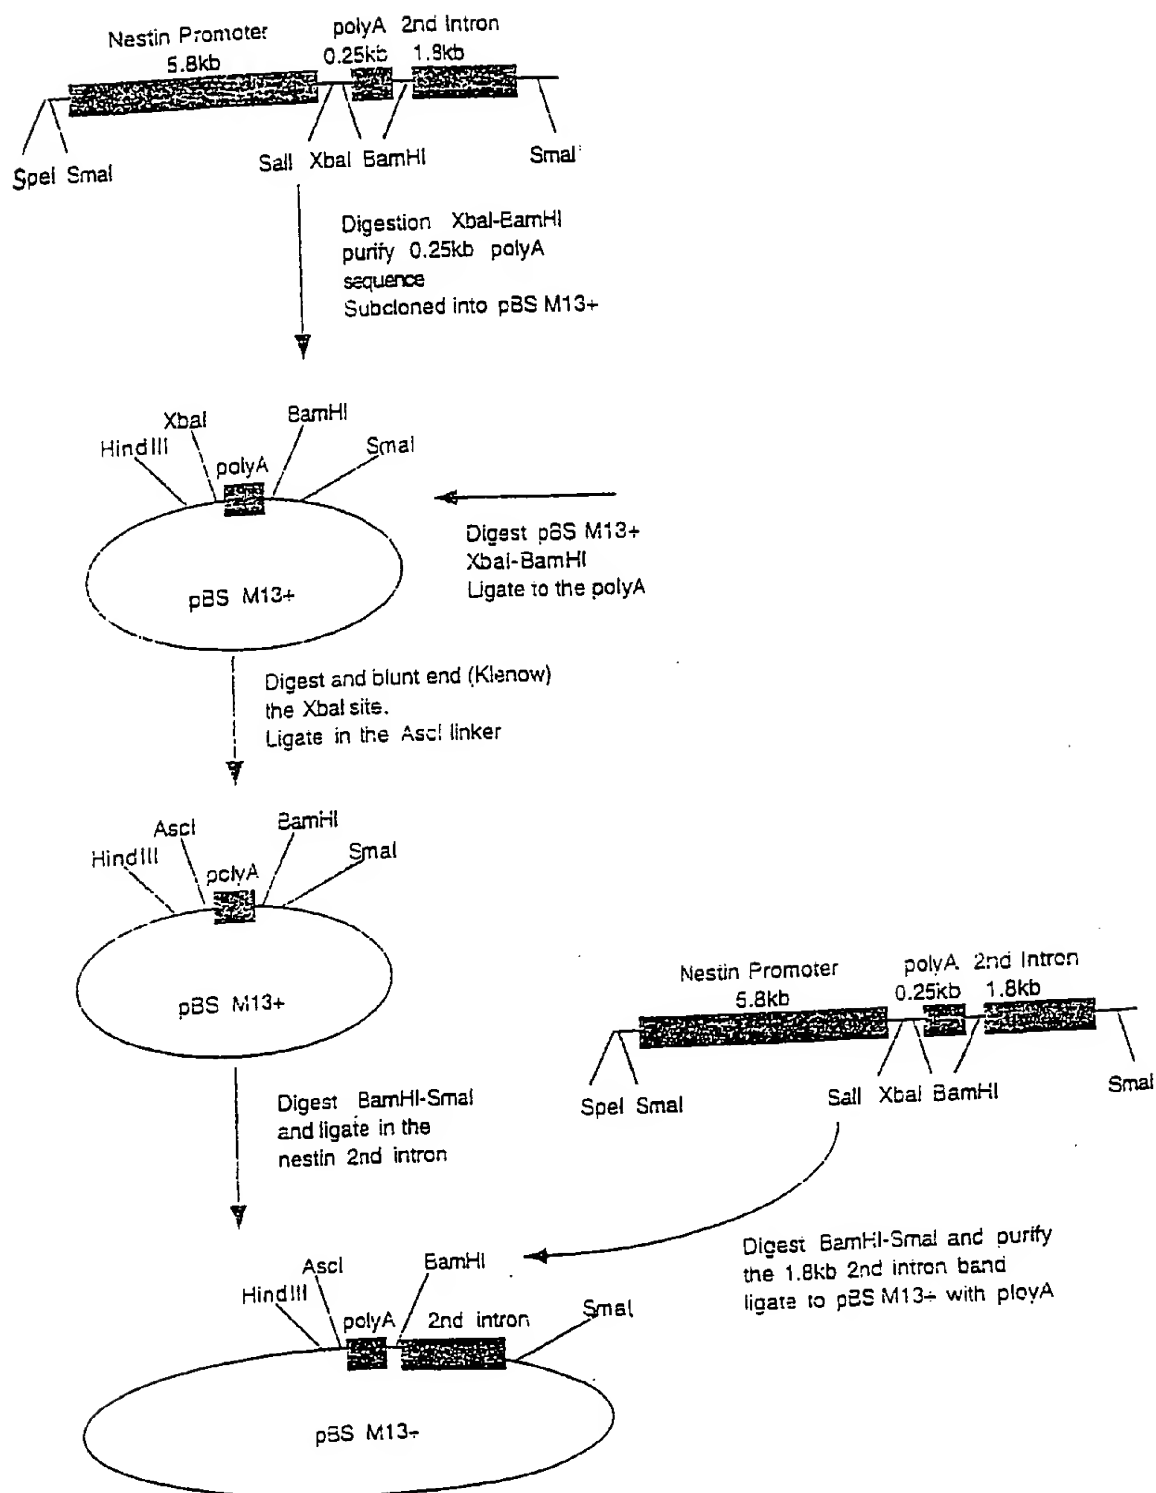 Nestin Promoter
5.8kb
polyA 2nd Intron
0.25kb 1.8kb
SpeI SmaI
SalI XbaI BamHI
SmaI
Digestion XbaI-BamHI
purify 0.25kb polyA
sequence
Subcloned into pBS M13+
HindIII
XbaI
polyA
BamHI
SmaI
pBS M13+
Digest pBS M13+
XbaI-BamHI
Ligate to the polyA
Digest and blunt end (Klenow)
the XbaI site.
Ligate in the AscI linker
HindIII
AscI
polyA
BamHI
SmaI
pBS M13+
Nestin Promoter
5.8kb
polyA 2nd Intron
0.25kb 1.8kb
SpeI SmaI
SalI XbaI BamHI
SmaI
Digest BamHI-SmaI
and ligate in the
nestin 2nd intron
Digest BamHI-SmaI and purify
the 1.8kb 2nd intron band
ligate to pBS M13+ with ployA
HindIII
AscI
BamHI
polyA 2nd intron
SmaI
pBS M13+